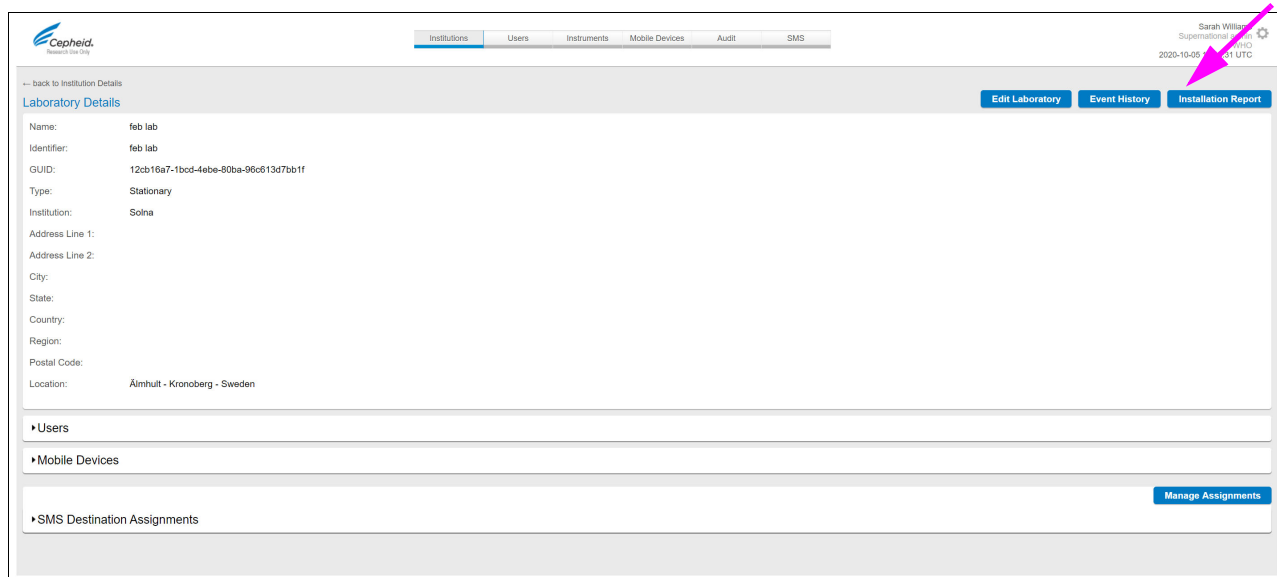 Cepheid.
Research Use Only
Institutions Users Instruments Mobile Devices Audit SMS
Sarah William
Supernational
WHO
2020-10-05 31 UTC
← back to Institution Details
Laboratory Details
Edit Laboratory Event History Installation Report
Name: feb lab
Identifier: feb lab
GUID: 12cb16a7-1bcd-4ebe-80ba-96c613d7bb1f
Type: Stationary
Institution: Solna
Address Line 1:
Address Line 2:
City:
State:
Country:
Region:
Postal Code:
Location: Älmhult - Kronoberg - Sweden
Users
Mobile Devices
Manage Assignments
SMS Destination Assignments